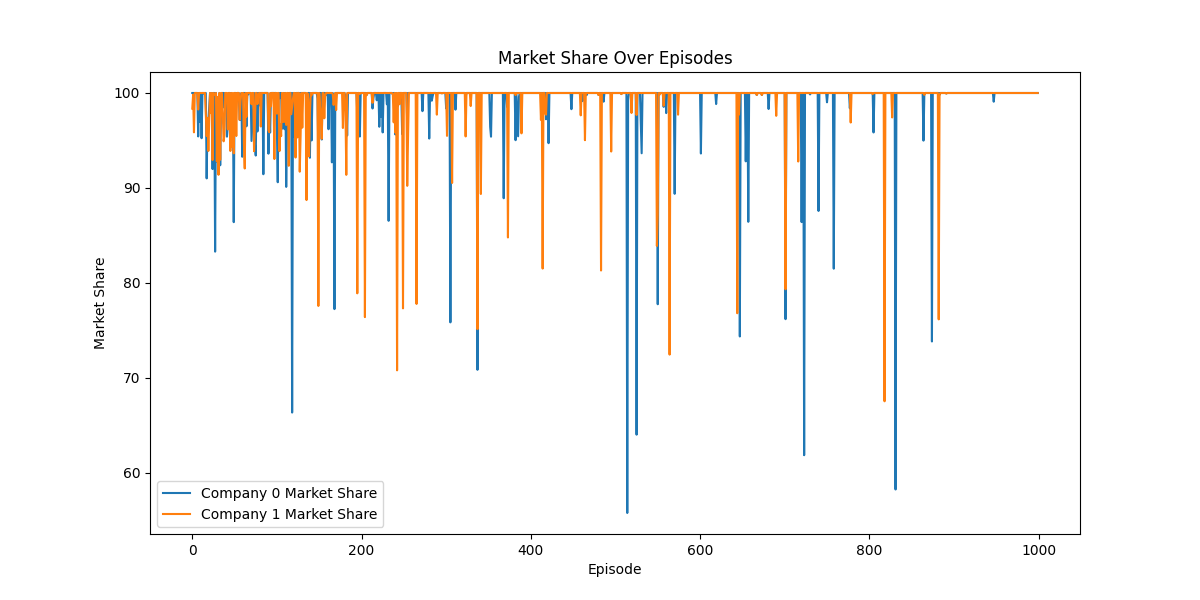 Market Share Over Episodes
100
90
80
70
60
Market Share
Company 0 Market Share
Company 1 Market Share
0
200
400
600
800
1000
Episode